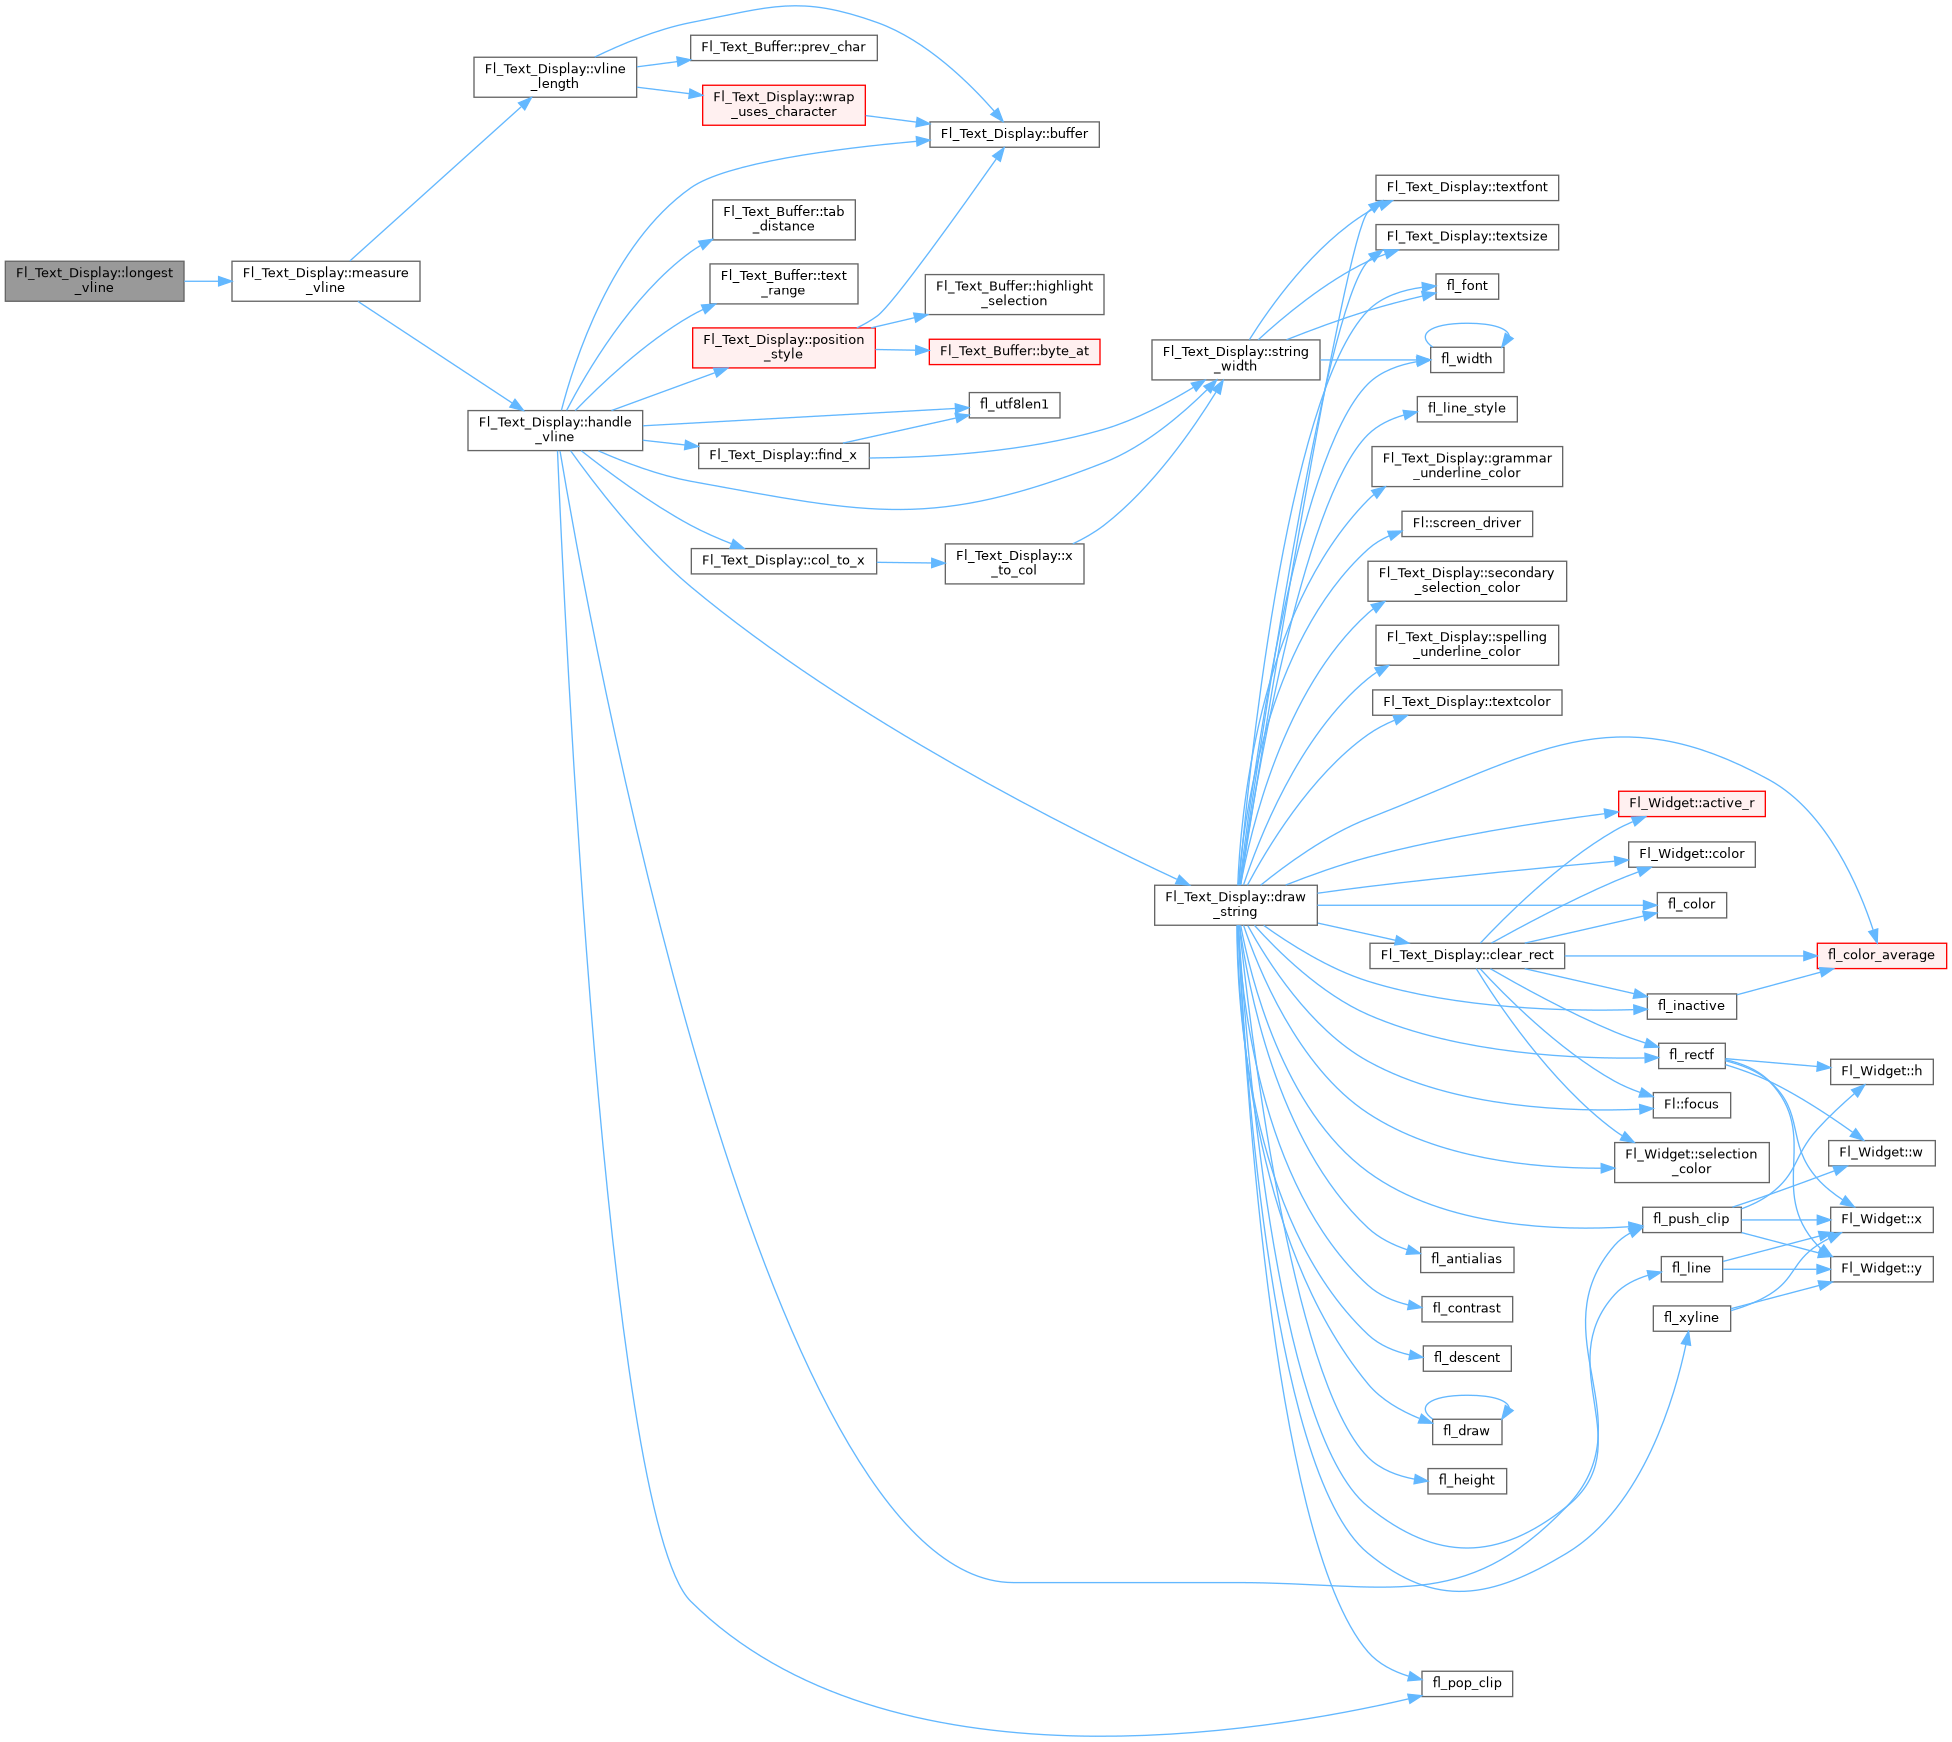 Fl_Text_Display::longest
_vline
Fl_Text_Display::measure
_vline
Fl_Text_Display::vline
_length
Fl_Text_Display::handle
_vline
Fl_Text_Buffer::prev_char
Fl_Text_Display::wrap
_uses_character
Fl_Text_Display::buffer
Fl_Text_Buffer::tab
_distance
Fl_Text_Buffer::text
_range
Fl_Text_Display::position
_style
Fl_Text_Buffer::highlight
_selection
Fl_Text_Buffer::byte_at
fl_utf8len1
Fl_Text_Display::find_x
Fl_Text_Display::col_to_x
Fl_Text_Display::x
_to_col
Fl_Text_Display::string
_width
Fl_Text_Display::draw
_string
Fl_Text_Display::textfont
Fl_Text_Display::textsize
fl_font
fl_width
fl_line_style
Fl_Text_Display::grammar
_underline_color
Fl::screen_driver
Fl_Text_Display::secondary
_selection_color
Fl_Text_Display::spelling
_underline_color
Fl_Text_Display::textcolor
Fl_Widget::active_r
Fl_Widget::color
fl_color
Fl_Text_Display::clear_rect
fl_color_average
fl_inactive
fl_rectf
Fl::focus
Fl_Widget::selection
_color
fl_push_clip
fl_line
fl_xyline
Fl_Widget::h
Fl_Widget::w
Fl_Widget::x
Fl_Widget::y
fl_antialias
fl_contrast
fl_descent
fl_draw
fl_height
fl_pop_clip